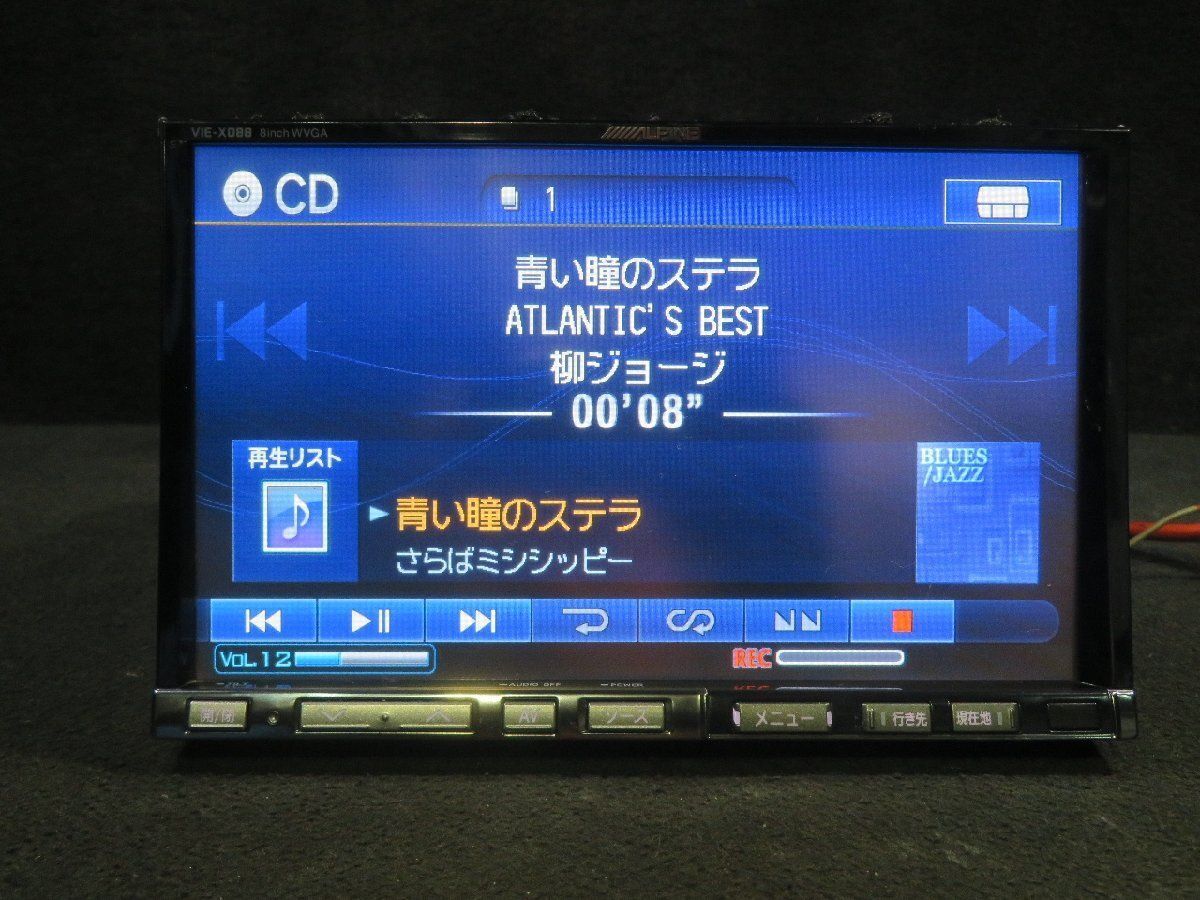 VIE-X088 8inch WVGA
ALPINE
CD
1
青い瞳のステラ
ATLANTIC'S BEST
柳ジョージ
00'08"
再生リスト
青い瞳のステラ
さらばミシシッピー
BLUES
/JAZZ
VOL.12
REC
AUDIO OFF
POWER
開/閉
AV
ソース
メニュー
行き先
現在地